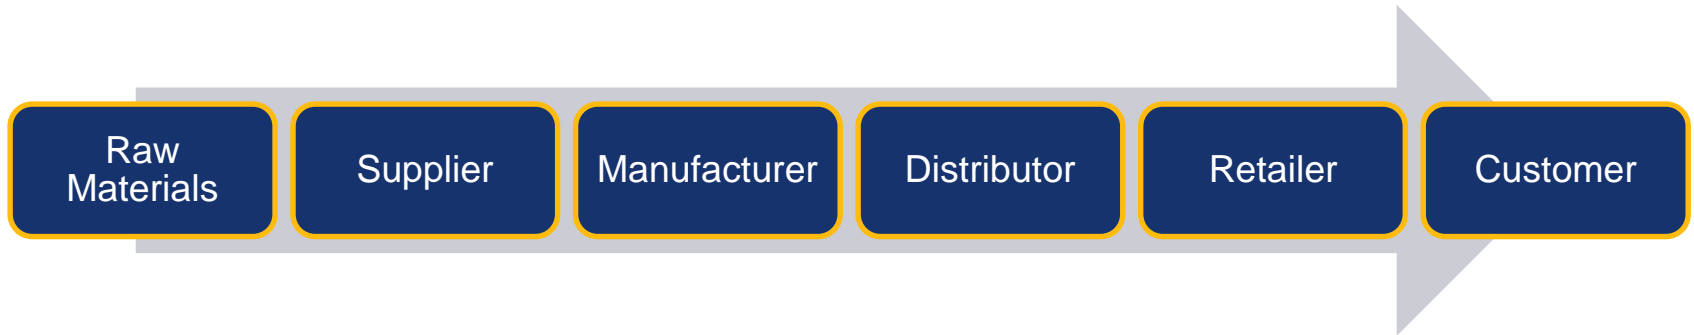 Raw
Materials
Supplier
Manufacturer
Distributor
Retailer
Customer